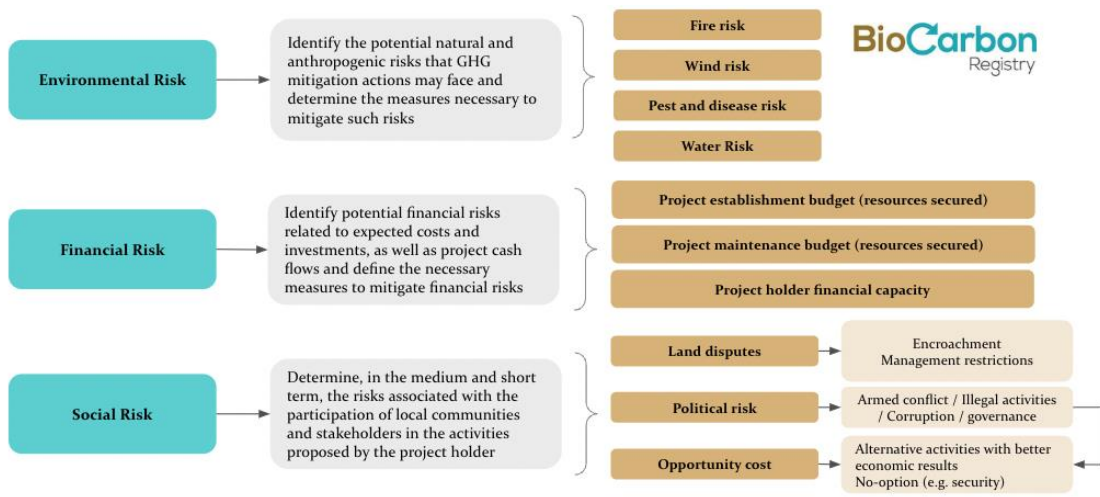 Environmental Risk
Identify the potential natural and
anthropogenic risks that GHG
mitigation actions may face and
determine the measures necessary to
mitigate such risks
Fire risk
Wind risk
Pest and disease risk
Water Risk
BioCarbon
Registry
Financial Risk
Identify potential financial risks
related to expected costs and
investments, as well as project cash
flows and define the necessary
measures to mitigate financial risks
Project establishment budget (resources secured)
Project maintenance budget (resources secured)
Project holder financial capacity
Social Risk
Determine, in the medium and short
term, the risks associated with the
participation of local communities
and stakeholders in the activities
proposed by the project holder
Land disputes
Encroachment
Management restrictions
Political risk
Armed conflict / Illegal activities
/ Corruption / governance
Opportunity cost
Alternative activities with better
economic results
No-option (e.g. security)